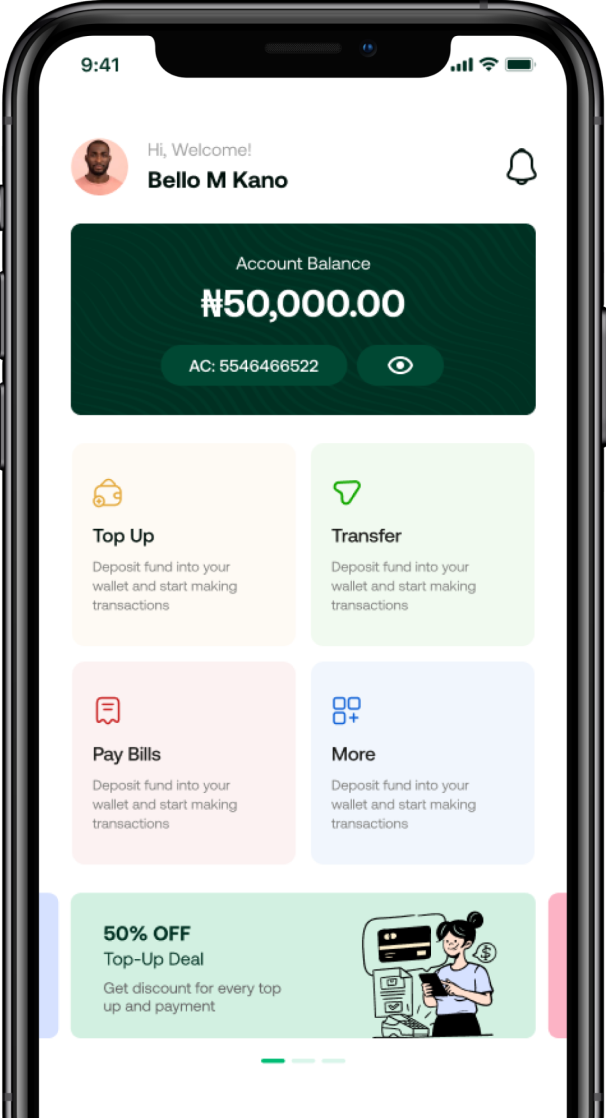 9:41
Hi, Welcome!
Bello M Kano
Account Balance
₦50,000.00
AC: 5546466522
Top Up
Deposit fund into your
wallet and start making
transactions
Transfer
Deposit fund into your
wallet and start making
transactions
Pay Bills
Deposit fund into your
wallet and start making
transactions
More
Deposit fund into your
wallet and start making
transactions
50% OFF
Top-Up Deal
Get discount for every top
up and payment
$